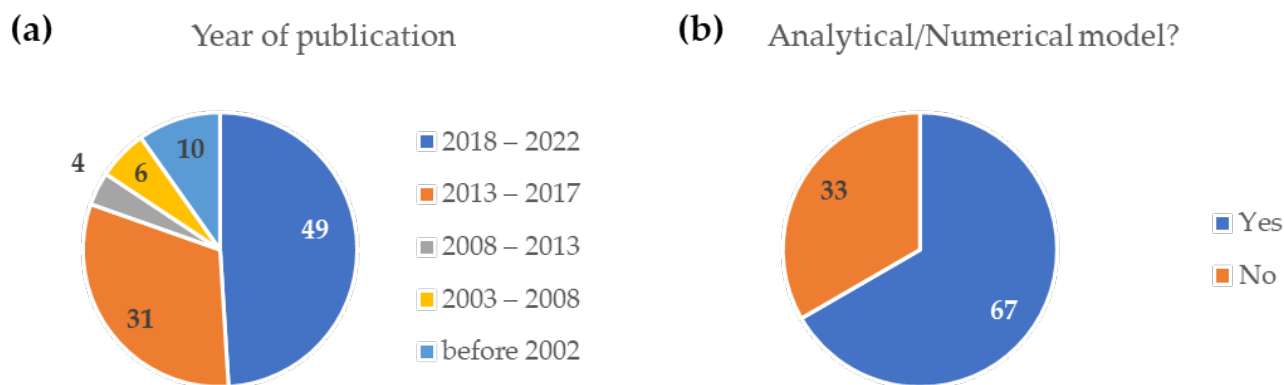 (a)
Year of publication
4
6
10
49
31
2018 – 2022
2013 – 2017
2008 – 2013
2003 – 2008
before 2002
(b)
Analytical/Numerical model?
33
67
Yes
No